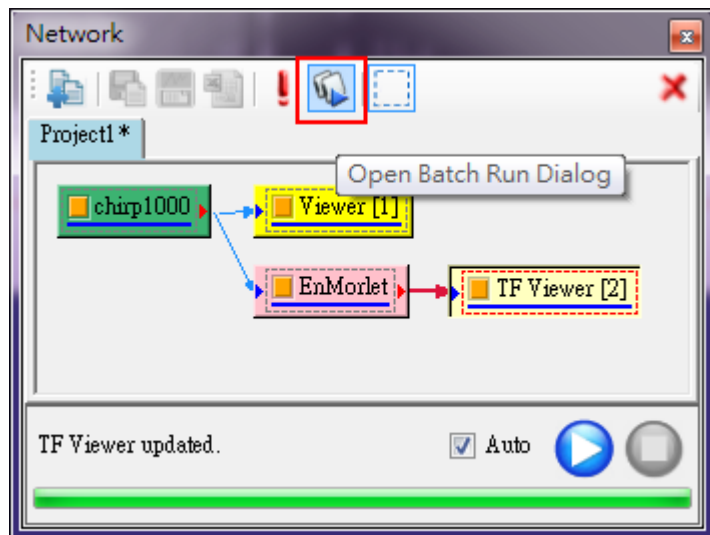 Network
Project1 *
Open Batch Run Dialog
chirp1000
Viewer [1]
EnMorlet
TF Viewer [2]
TF Viewer updated.
Auto